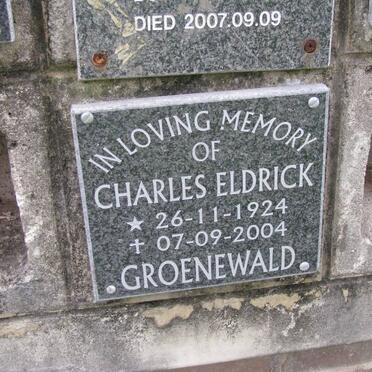 DIED 2007.09.09
IN LOVING MEMORY
OF
CHARLES ELDRICK
★ 26-11-1924
✝ 07-09-2004
GROENEWALD